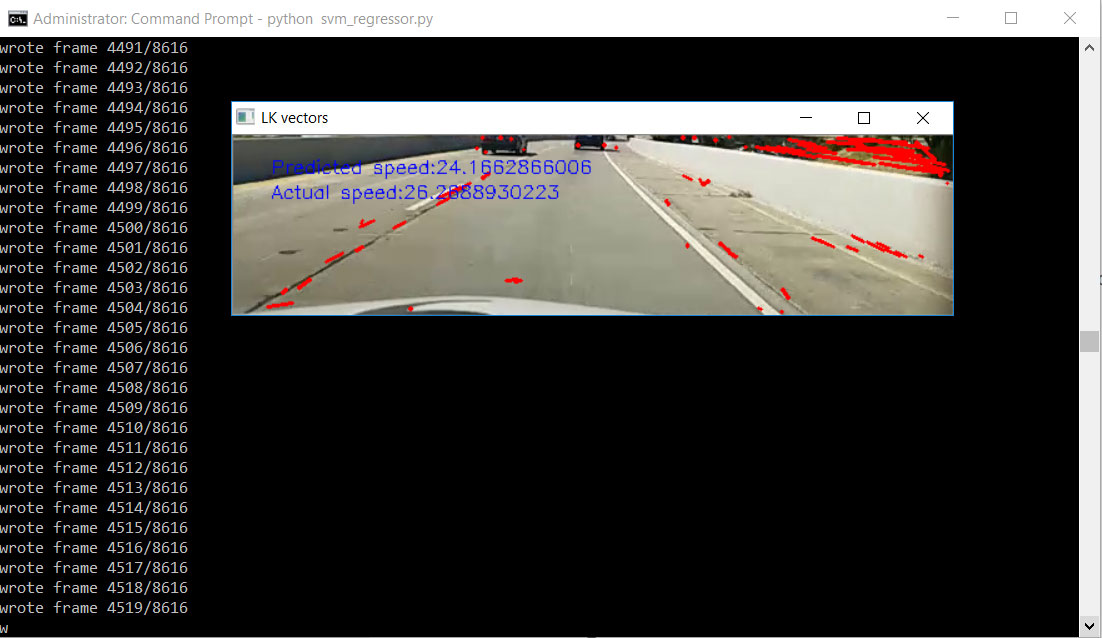 Administrator: Command Prompt - python  svm_regressor.py
wrote frame 4491/8616
wrote frame 4492/8616
wrote frame 4493/8616
wrote frame 4494/8616
wrote frame 4495/8616
wrote frame 4496/8616
wrote frame 4497/8616
wrote frame 4498/8616
wrote frame 4499/8616
wrote frame 4500/8616
wrote frame 4501/8616
wrote frame 4502/8616
wrote frame 4503/8616
wrote frame 4504/8616
wrote frame 4505/8616
wrote frame 4506/8616
wrote frame 4507/8616
wrote frame 4508/8616
wrote frame 4509/8616
wrote frame 4510/8616
wrote frame 4511/8616
wrote frame 4512/8616
wrote frame 4513/8616
wrote frame 4514/8616
wrote frame 4515/8616
wrote frame 4516/8616
wrote frame 4517/8616
wrote frame 4518/8616
wrote frame 4519/8616
w
LK vectors
Predicted speed:24.1662866006
Actual speed:26.2688930223